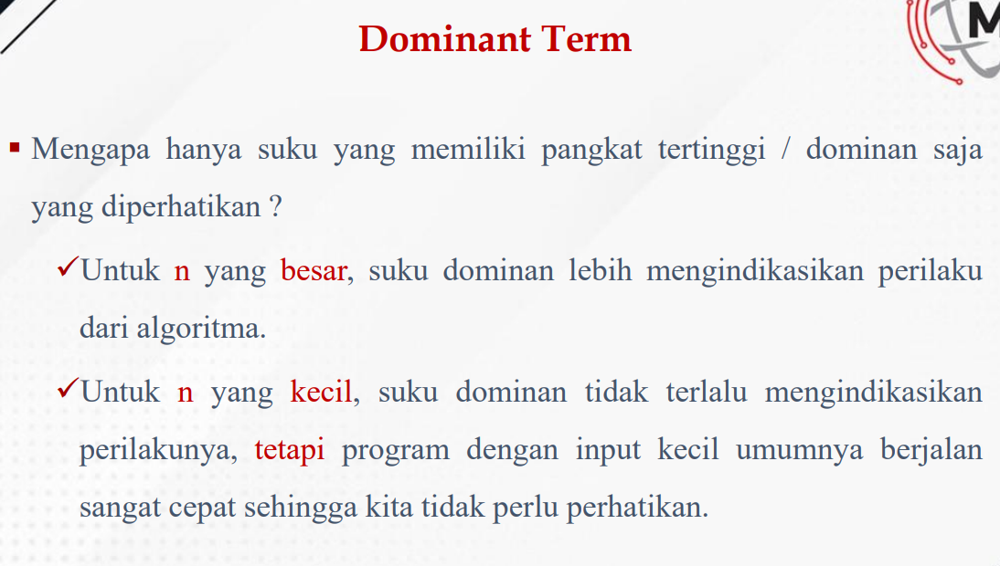 Dominant Term
M
▪ Mengapa hanya suku yang memiliki pangkat tertinggi / dominan saja
yang diperhatikan ?
✓Untuk n yang besar, suku dominan lebih mengindikasikan perilaku
dari algoritma.
✓Untuk n yang kecil, suku dominan tidak terlalu mengindikasikan
perilakunya, tetapi program dengan input kecil umumnya berjalan
sangat cepat sehingga kita tidak perlu perhatikan.